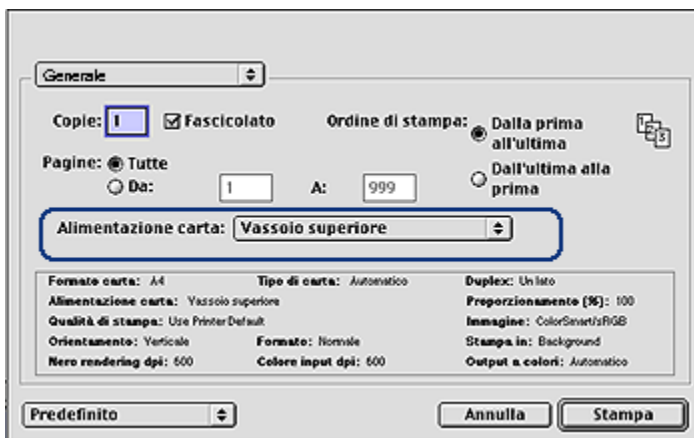 Generale
Copie: 1 Fascicolato Ordine di stampa: Dalla prima all'ultima
Pagine: Tutte Dall'ultima alla prima
Da: 1 A: 999
Alimentazione carta: Vassoio superiore
Formato carta: A4 Tipo di carta: Automatico Duplex: Un lato
Alimentazione carta: Vassoio superiore Proporzionamento (%): 100
Qualità di stampa: Use Printer Default Immagine: ColorSmart/sRGB
Orientamento: Verticale Formato: Normale Stampa in: Background
Nero rendering dpi: 600 Colore input dpi: 600 Output a colori: Automatico
Predefinito Annulla Stampa